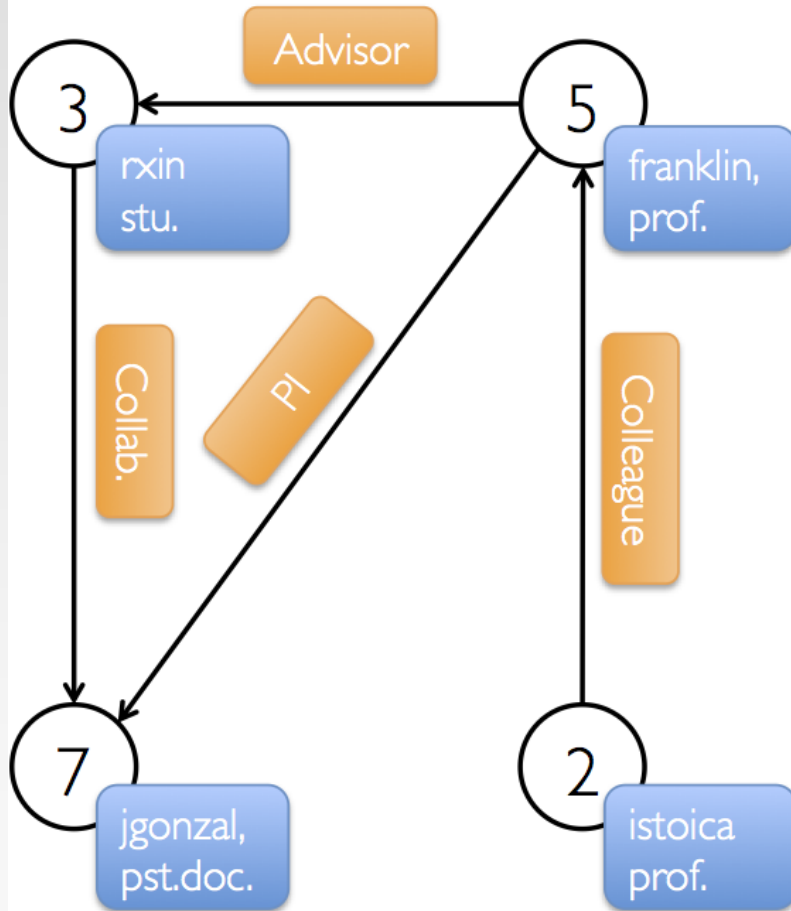 Advisor
3
5
rxin
stu.
franklin,
prof.
Collab.
PI
Colleague
7
2
jgonzal,
pst.doc.
istoica
prof.